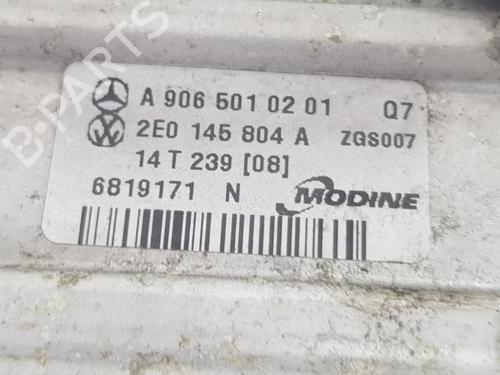 A 906 501 02 01 Q7
2E0 145 804 A ZGS007
14 T 239 [08]
6819171 N MODINE
B-PARTS